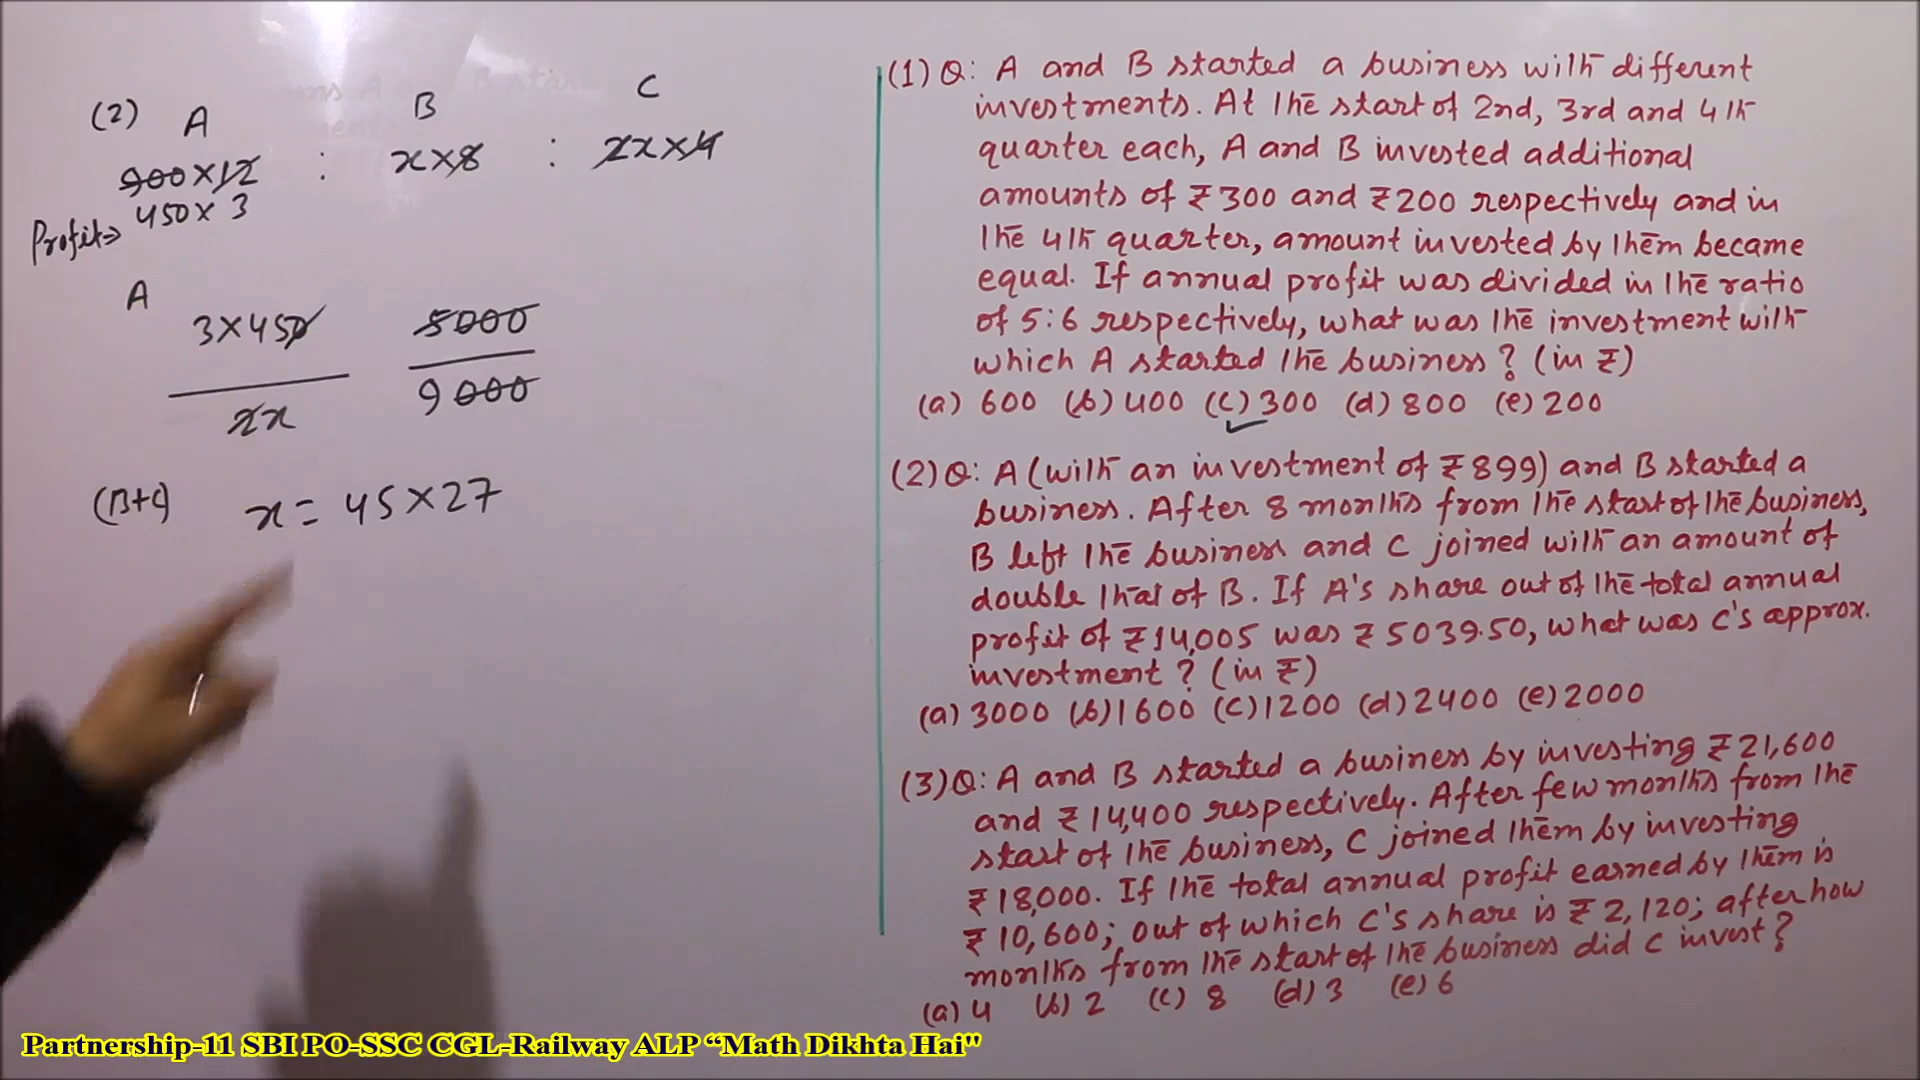 (2) A B C
900×12 : x×8 : 2x×4
450×3
Profit⇒
A
3×450 5000
2x 9000
(B+C) x = 45×27
(1) Q: A and B started a business with different
investments. At the start of 2nd, 3rd and 4th
quarter each, A and B invested additional
amounts of ₹300 and ₹200 respectively and in
the 4th quarter, amount invested by them became
equal. If annual profit was divided in the ratio
of 5:6 respectively, what was the investment with
which A started the business? (in ₹)
(a) 600 (b) 400 (c) 300 (d) 800 (e) 200
(2) Q: A (with an investment of ₹899) and B started a
business. After 8 months from the start of the business,
B left the business and C joined with an amount of
double that of B. If A's share out of the total annual
profit of ₹14,005 was ₹5039.50, what was C's approx.
investment? (in ₹)
(a) 3000 (b) 1600 (c) 1200 (d) 2400 (e) 2000
(3) Q: A and B started a business by investing ₹21,600
and ₹14,400 respectively. After few months from the
start of the business, C joined them by investing
₹18,000. If the total annual profit earned by them is
₹10,600; out of which C's share is ₹2,120; after how
months from the start of the business did C invest?
(a) 4 (b) 2 (c) 8 (d) 3 (e) 6
Partnership-11 SBI PO-SSC CGL-Railway ALP “Math Dikhta Hai"